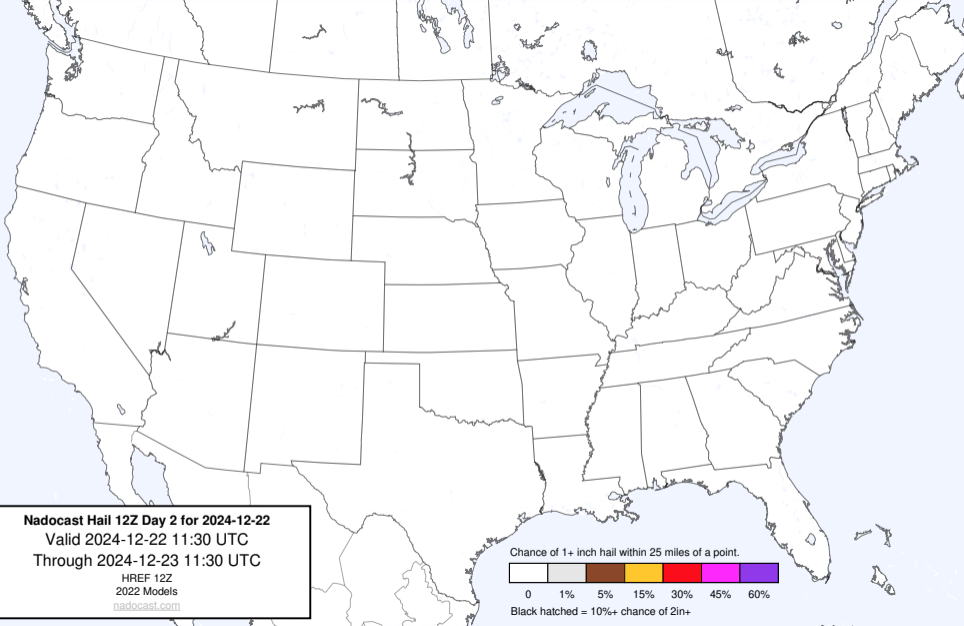 Nadocast Hail 12Z Day 2 for 2024-12-22
Valid 2024-12-22 11:30 UTC
Through 2024-12-23 11:30 UTC
HREF 12Z
2022 Models
nadocast.com
Chance of 1+ inch hail within 25 miles of a point.
0 1% 5% 15% 30% 45% 60%
Black hatched = 10%+ chance of 2in+